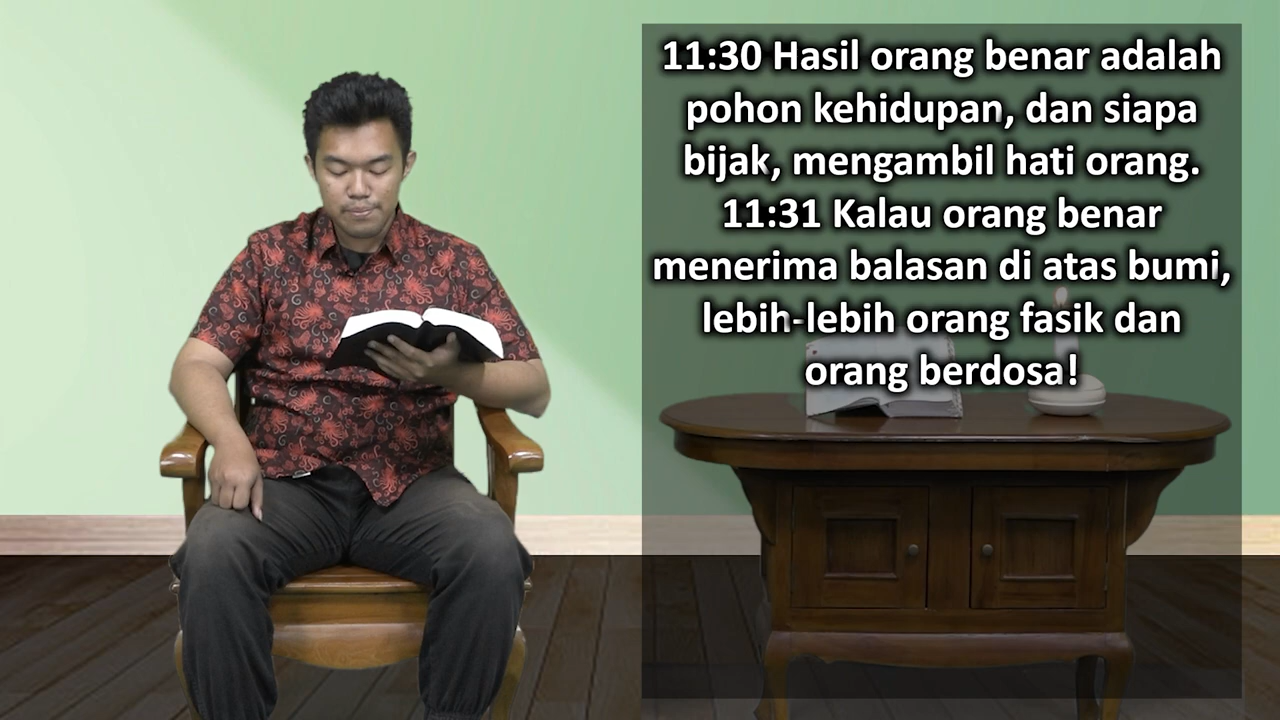 11:30 Hasil orang benar adalah
pohon kehidupan, dan siapa
bijak, mengambil hati orang.
11:31 Kalau orang benar
menerima balasan di atas bumi,
lebih-lebih orang fasik dan
orang berdosa!